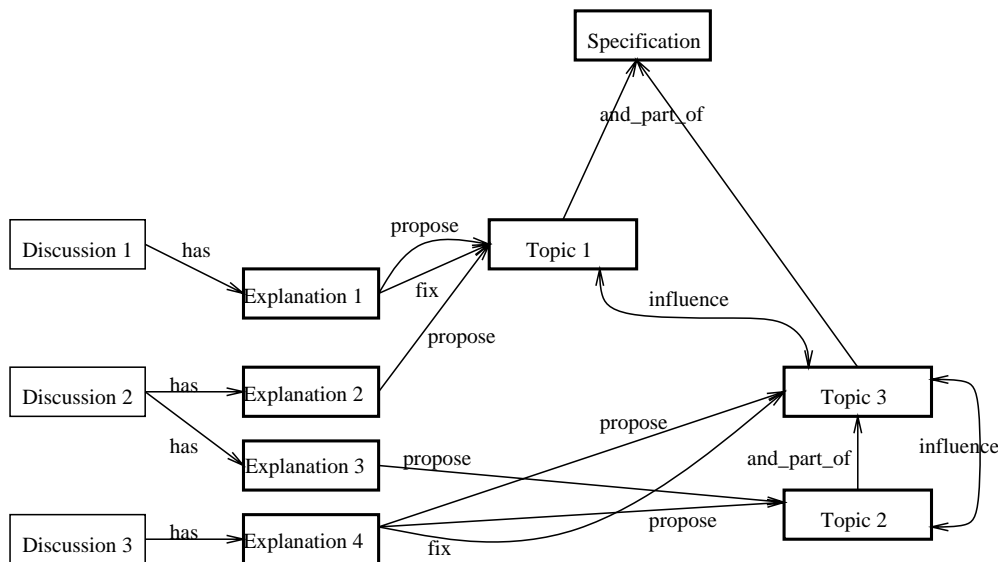 Specification
and_part_of
propose
Discussion 1
has
Topic 1
Explanation 1
fix
influence
propose
Discussion 2
has
Explanation 2
Topic 3
propose
has
influence
Explanation 3
propose
and_part_of
Discussion 3
has
Explanation 4
fix
propose
Topic 2